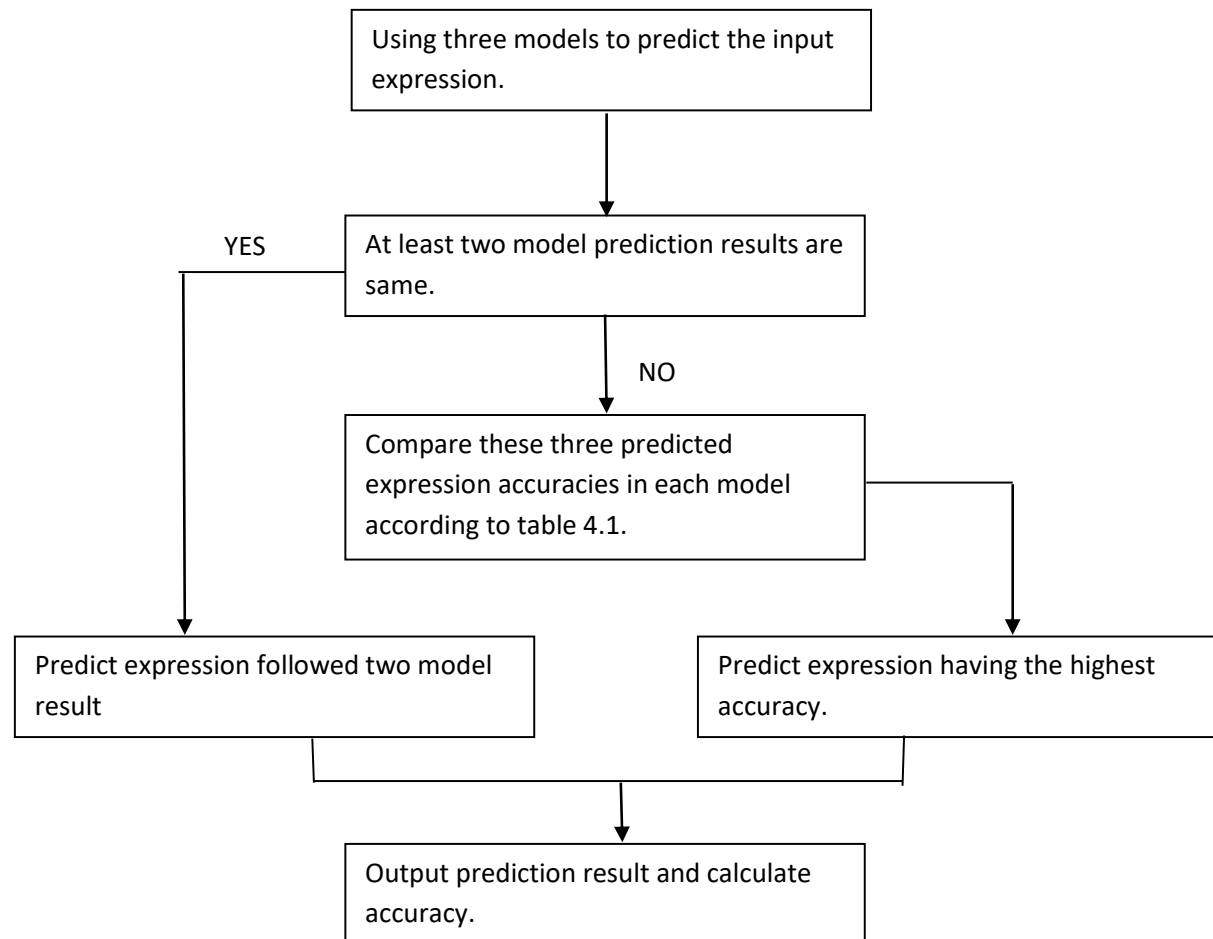 Using three models to predict the input
expression.
YES
At least two model prediction results are
same.
NO
Compare these three predicted
expression accuracies in each model
according to table 4.1.
Predict expression followed two model
result
Predict expression having the highest
accuracy.
Output prediction result and calculate
accuracy.